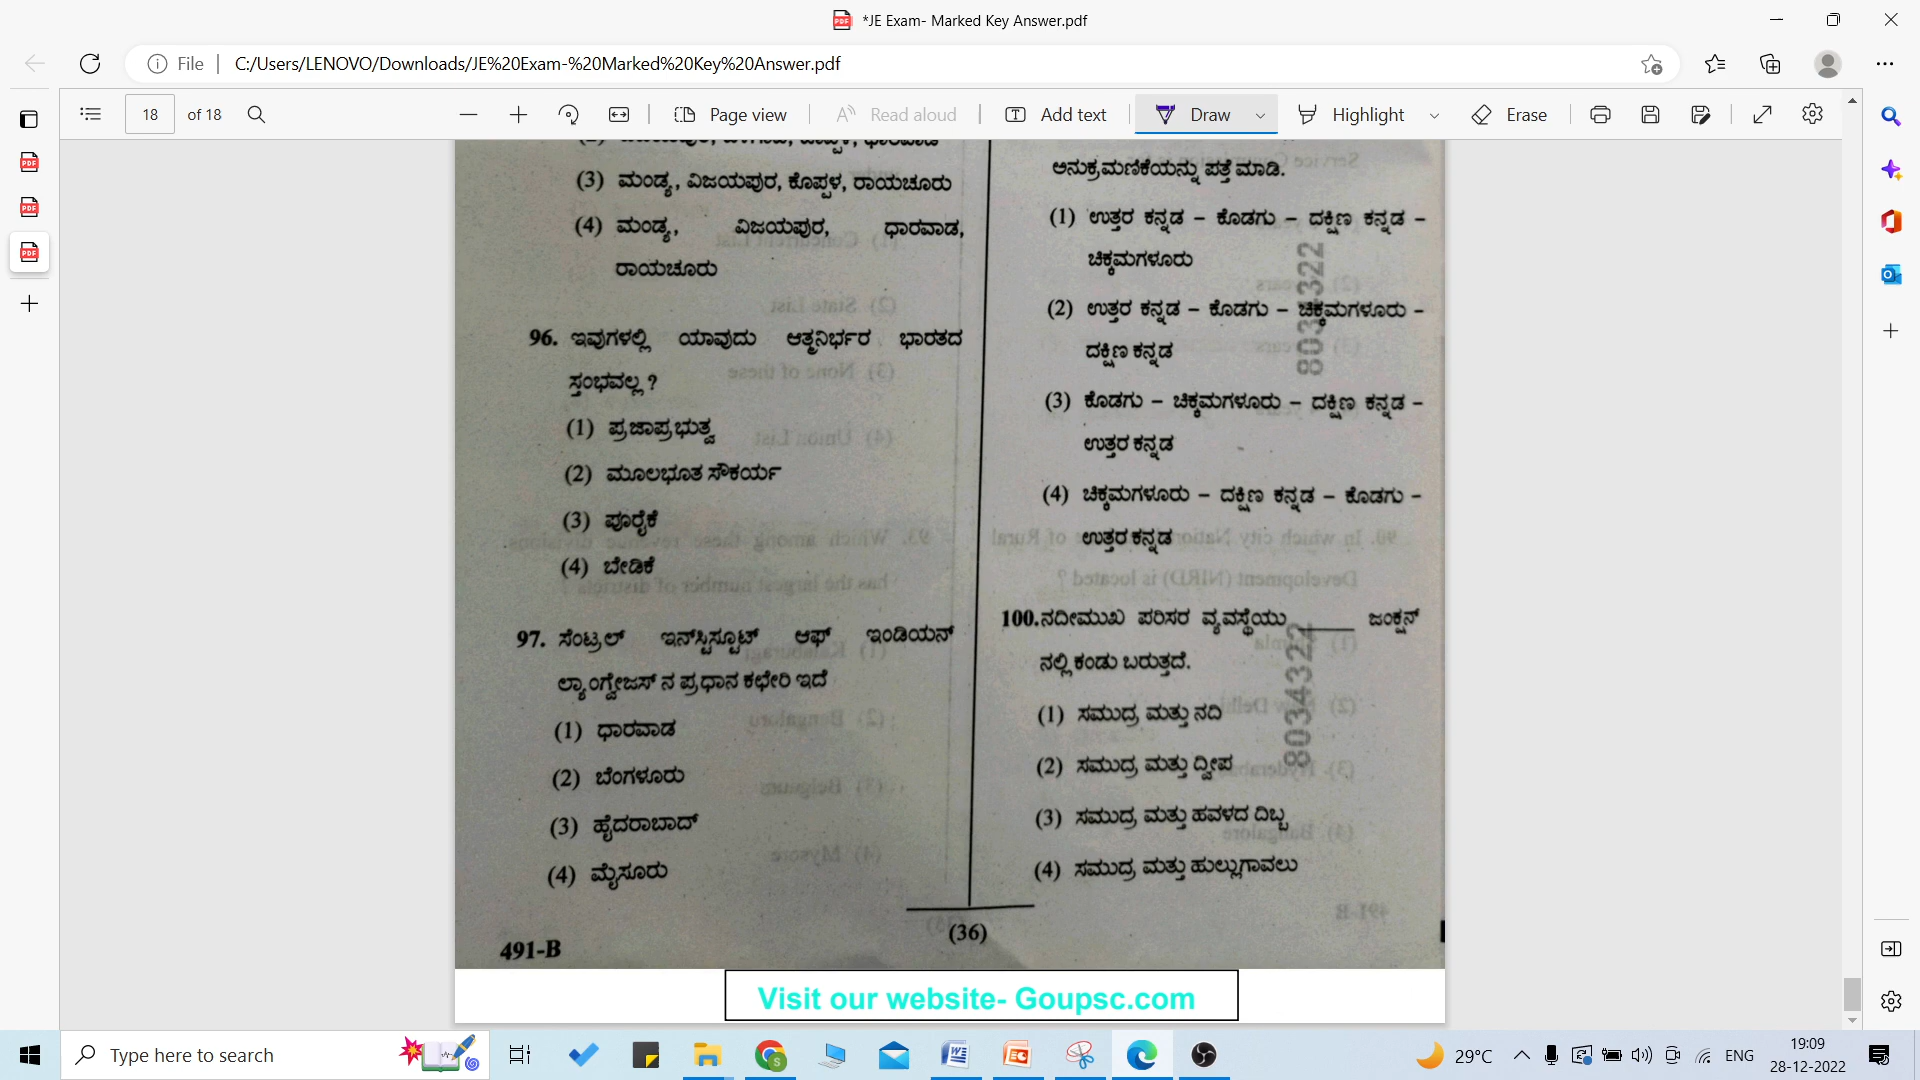 *JE Exam- Marked Key Answer.pdf
File
C:/Users/LENOVO/Downloads/JE%20Exam-%20Marked%20Key%20Answer.pdf
18 of 18
Page view
Read aloud
Add text
Draw
Highlight
Erase
(3) ಮಂಡ್ಯ, ವಿಜಯಪುರ, ಕೊಪ್ಪಳ, ರಾಯಚೂರು
(4) ಮಂಡ್ಯ, ವಿಜಯಪುರ, ಧಾರವಾಡ,
ರಾಯಚೂರು
96. ಇವುಗಳಲ್ಲಿ ಯಾವುದು ಆತ್ಮನಿರ್ಭರ ಭಾರತದ
ಸ್ತಂಭವಲ್ಲ ?
(1) ಪ್ರಜಾಪ್ರಭುತ್ವ
(2) ಮೂಲಭೂತ ಸೌಕರ್ಯ
(3) ಪೂರೈಕೆ
(4) ಬೇಡಿಕೆ
97. ಸೆಂಟ್ರಲ್ ಇನ್‌ಸ್ಟಿಸ್ಟೂಟ್ ಆಫ್ ಇಂಡಿಯನ್
ಲ್ಯಾಂಗ್ವೇಜಸ್ ನ ಪ್ರಧಾನ ಕಛೇರಿ ಇದೆ
(1) ಧಾರವಾಡ
(2) ಬೆಂಗಳೂರು
(3) ಹೈದರಾಬಾದ್
(4) ಮೈಸೂರು
491-B
ಅನುಕ್ರಮಣಿಕೆಯನ್ನು ಪತ್ತೆ ಮಾಡಿ.
(1) ಉತ್ತರ ಕನ್ನಡ – ಕೊಡಗು – ದಕ್ಷಿಣ ಕನ್ನಡ –
ಚಿಕ್ಕಮಗಳೂರು
(2) ಉತ್ತರ ಕನ್ನಡ – ಕೊಡಗು – ಚಿಕ್ಕಮಗಳೂರು –
ದಕ್ಷಿಣ ಕನ್ನಡ
(3) ಕೊಡಗು – ಚಿಕ್ಕಮಗಳೂರು – ದಕ್ಷಿಣ ಕನ್ನಡ –
ಉತ್ತರ ಕನ್ನಡ
(4) ಚಿಕ್ಕಮಗಳೂರು – ದಕ್ಷಿಣ ಕನ್ನಡ – ಕೊಡಗು –
ಉತ್ತರ ಕನ್ನಡ
100. ನದೀಮುಖ ಪರಿಸರ ವ್ಯವಸ್ಥೆಯು ______ ಜಂಕ್ಷನ್
ನಲ್ಲಿ ಕಂಡು ಬರುತ್ತದೆ.
(1) ಸಮುದ್ರ ಮತ್ತು ನದಿ
(2) ಸಮುದ್ರ ಮತ್ತು ದ್ವೀಪ
(3) ಸಮುದ್ರ ಮತ್ತು ಹವಳದ ದಿಬ್ಬ
(4) ಸಮುದ್ರ ಮತ್ತು ಹುಲ್ಲುಗಾವಲು
8034322
(36)
Visit our website- Goupsc.com
Type here to search
29°C
ENG
19:09
28-12-2022